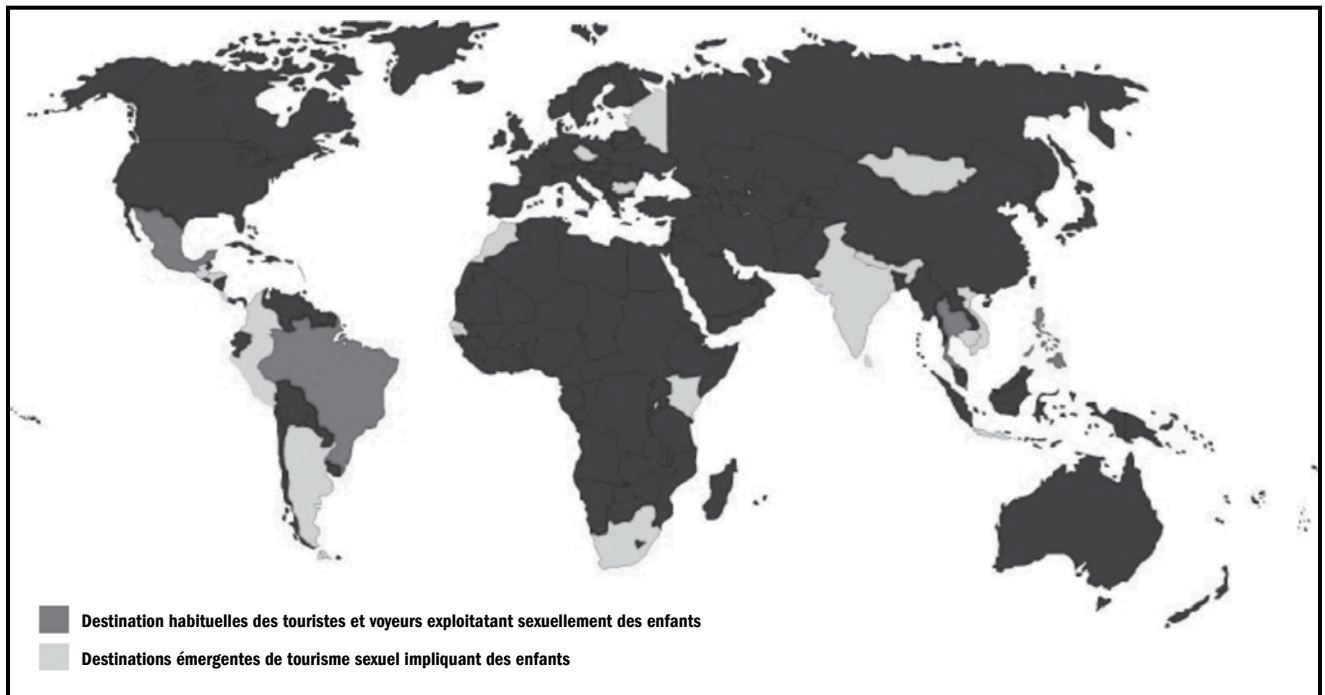 Destination habituelles des touristes et voyeurs exploitatant sexuellement des enfants
Destinations émergentes de tourisme sexuel impliquant des enfants